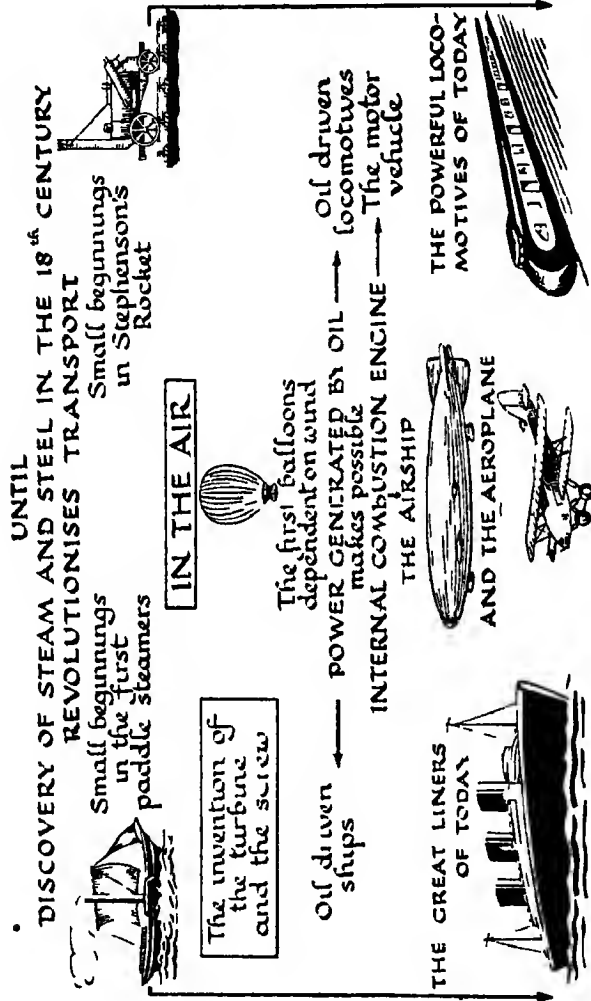 UNTIL
DISCOVERY OF STEAM AND STEEL IN THE 18th CENTURY
REVOLUTIONISES TRANSPORT
Small beginnings
in the first
paddle steamers
Small beginnings
in Stephenson's
Rocket
IN THE AIR
The invention of
the turbine
and the screw
The first balloons
dependent on wind
Oil driven
ships
POWER GENERATED BY OIL
makes possible
INTERNAL COMBUSTION ENGINE
Oil driven
locomotives
The motor
vehicle
THE AIRSHIP
AND THE AEROPLANE
THE GREAT LINERS
OF TODAY
THE POWERFUL LOCO-
MOTIVES OF TODAY